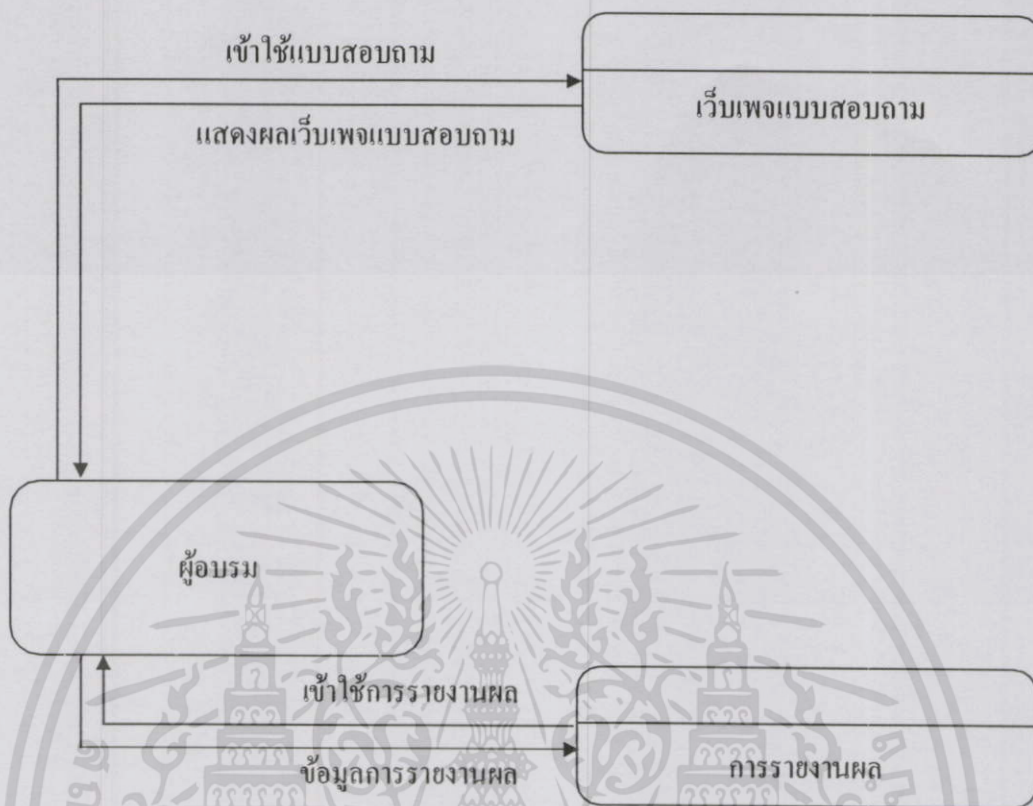 เข้าใช้แบบสอบถาม
แสดงผลเว็บเพจแบบสอบถาม
เว็บเพจแบบสอบถาม
ผู้อบรม
เข้าใช้การรายงานผล
ข้อมูลการรายงานผล
การรายงานผล